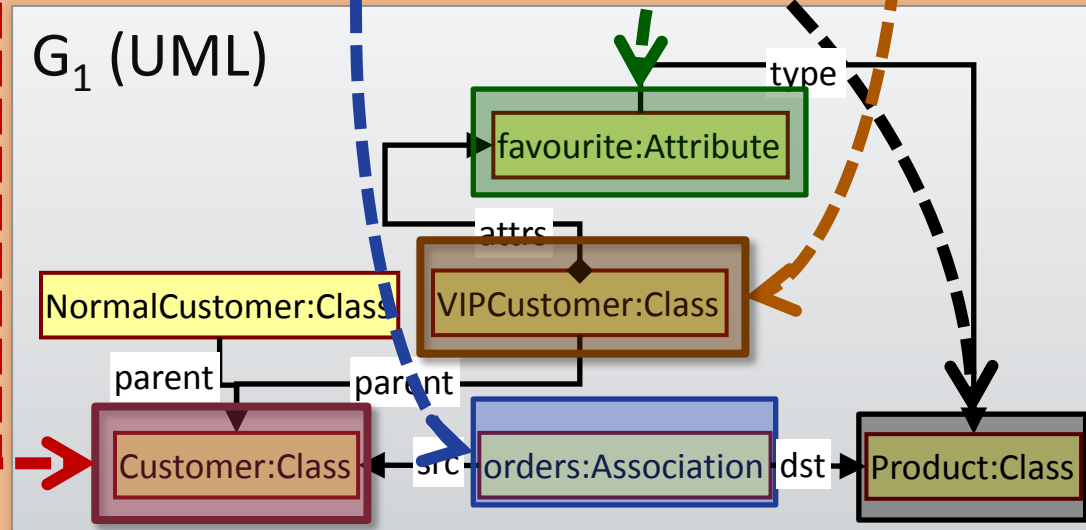 G₁ (UML)
type
favourite:Attribute
attrs
NormalCustomer:Class
VIPCustomer:Class
parent
parent
Customer:Class
src
orders:Association
dst
Product:Class